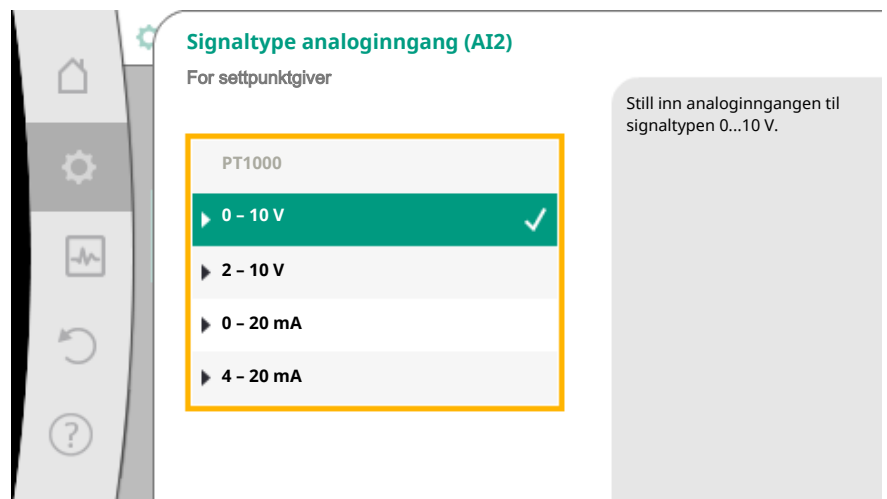 Signaltype analoginngang (AI2)
For settpunktgiver
Still inn analoginngangen til
signaltypen 0...10 V.
PT1000
0 – 10 V
2 – 10 V
0 – 20 mA
4 – 20 mA
?